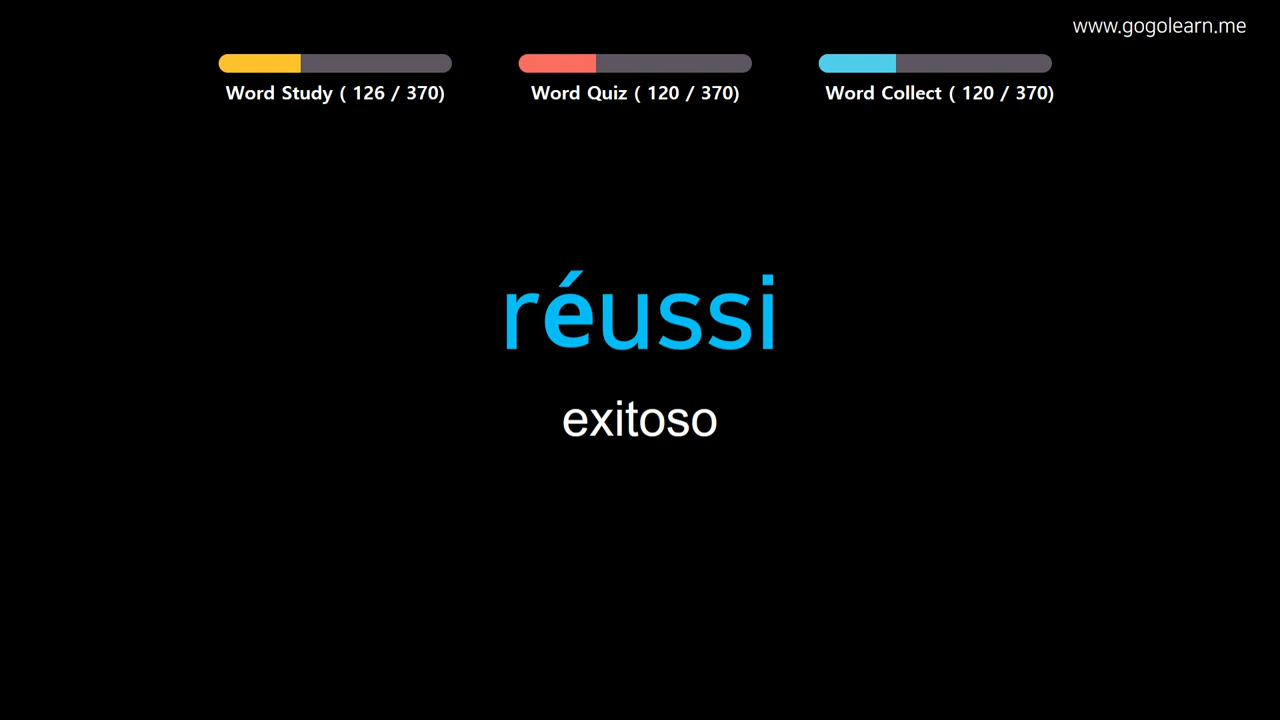 www.gogolearn.me
Word Study ( 126 / 370)
Word Quiz ( 120 / 370)
Word Collect ( 120 / 370)
réussi
exitoso